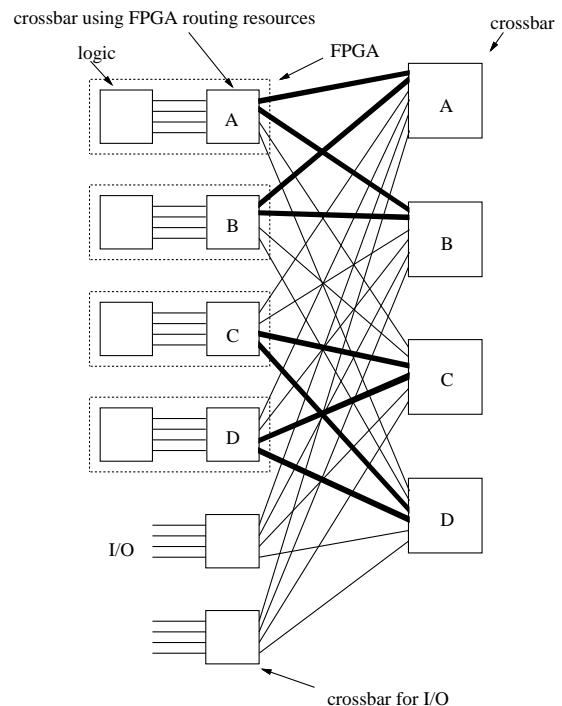 crossbar using FPGA routing resources
crossbar
logic
FPGA
A
A
B
B
C
C
D
D
I/O
crossbar for I/O